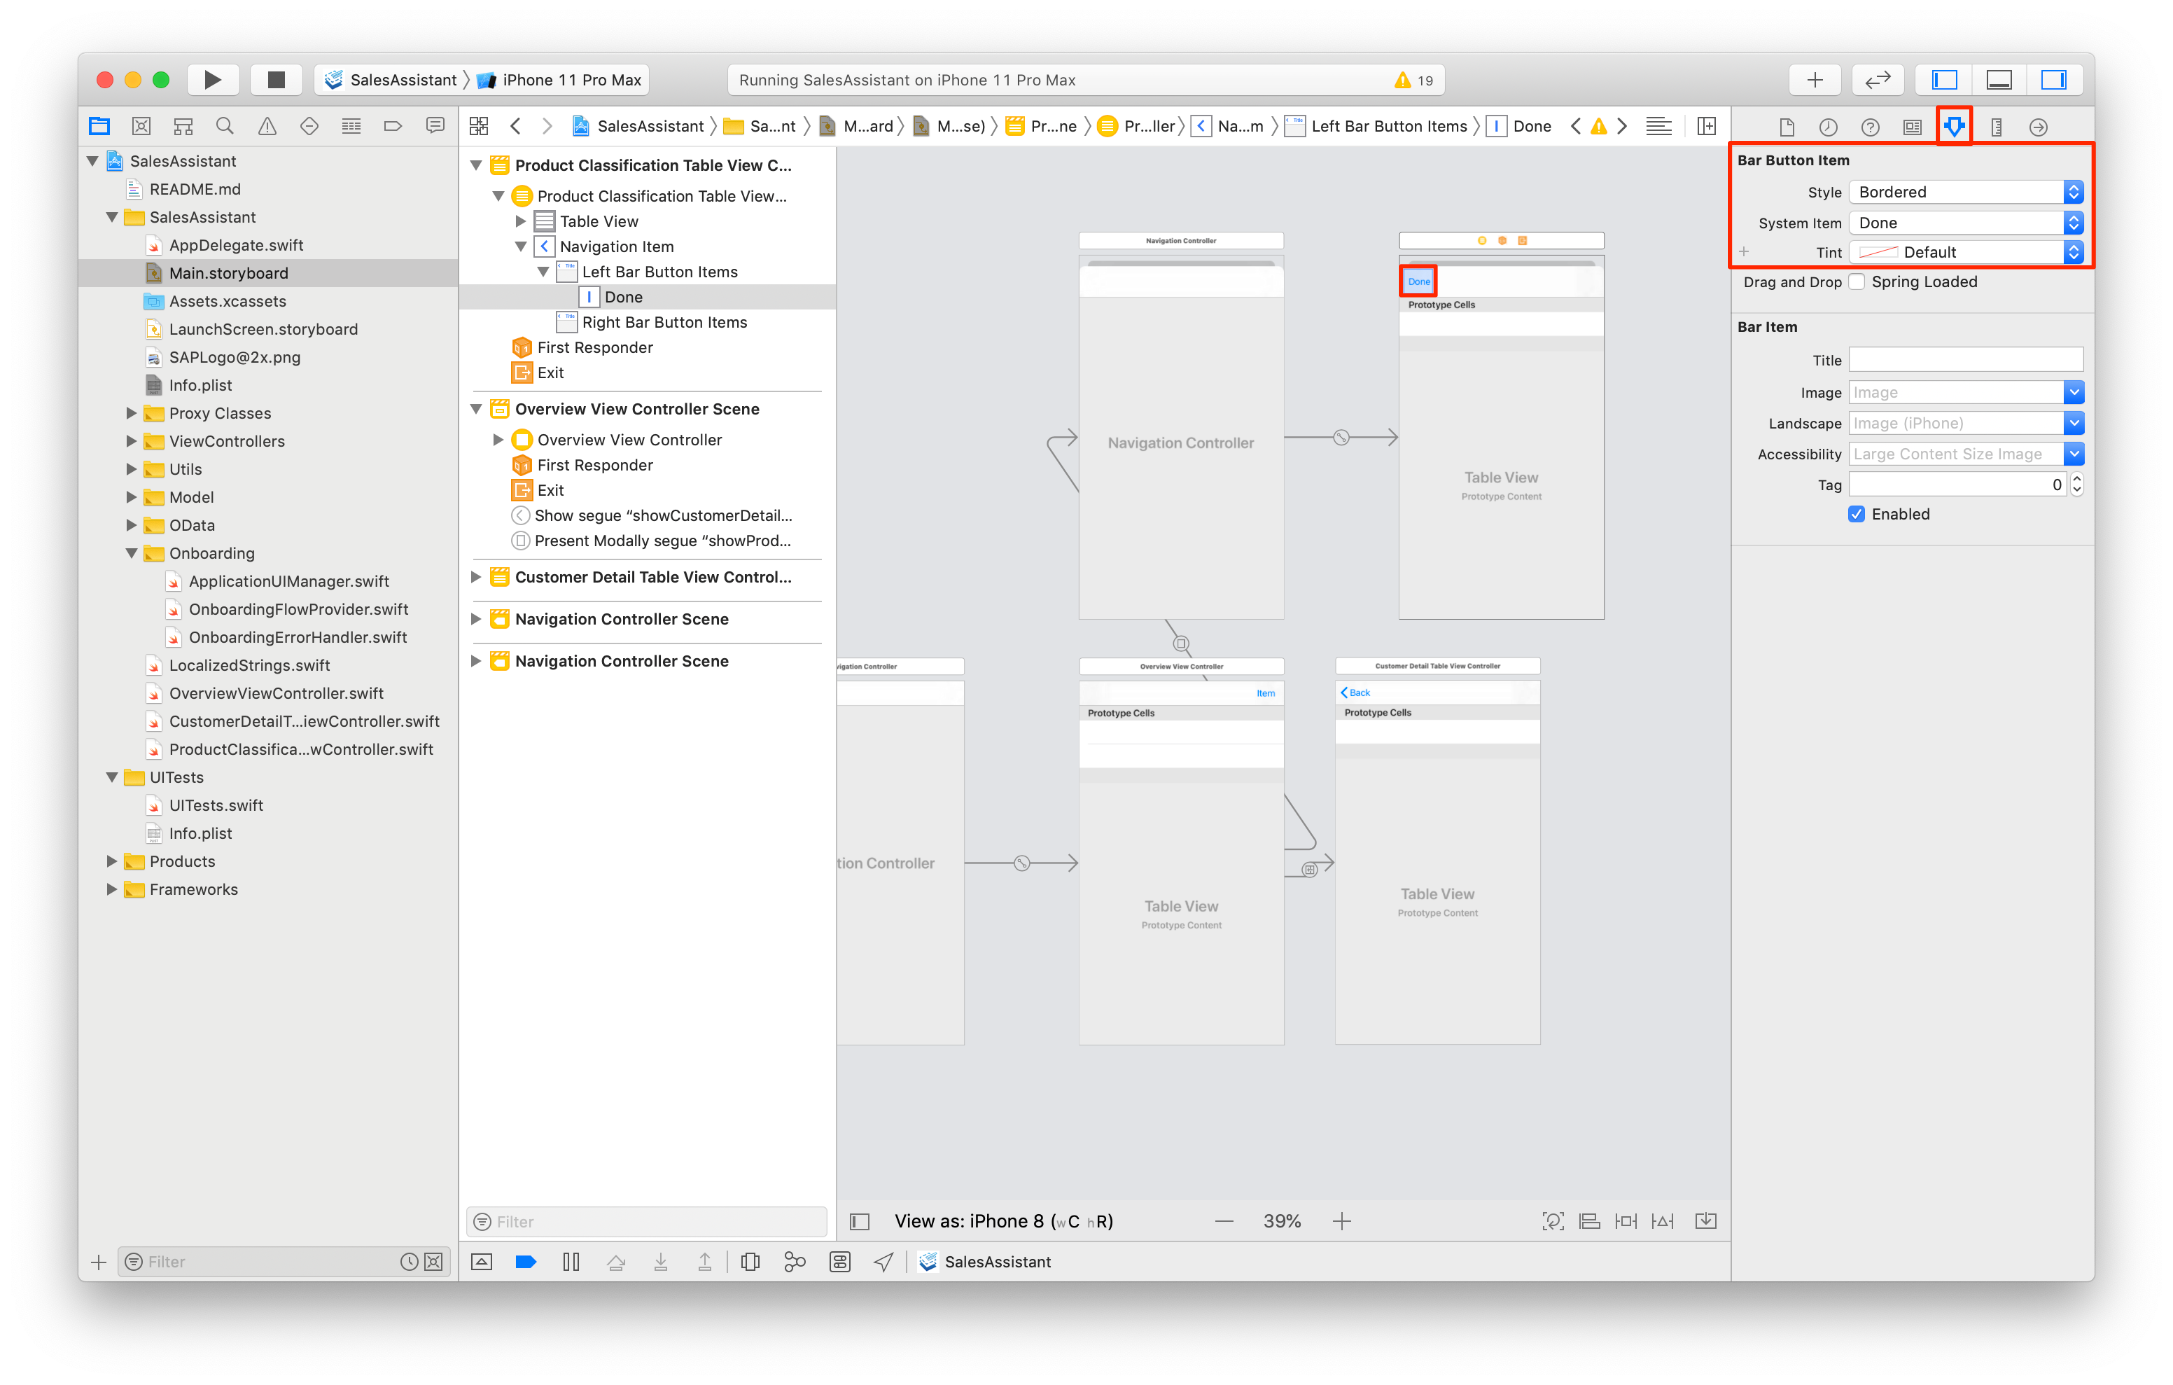 SalesAssistant iPhone 11 Pro Max
Running SalesAssistant on iPhone 11 Pro Max 19
SalesAssistant Sa...nt M...ard M...se) Pr...ne Pr...ller Na...m Left Bar Button Items Done
SalesAssistant
README.md
SalesAssistant
AppDelegate.swift
Main.storyboard
Assets.xcassets
LaunchScreen.storyboard
SAPLogo@2x.png
Info.plist
Proxy Classes
ViewControllers
Utils
Model
OData
Onboarding
ApplicationUIManager.swift
OnboardingFlowProvider.swift
OnboardingErrorHandler.swift
LocalizedStrings.swift
OverviewViewController.swift
CustomerDetailT...iewController.swift
ProductClassifica...wController.swift
UITests
UITests.swift
Info.plist
Products
Frameworks
Filter
Product Classification Table View C...
Product Classification Table View...
Table View
Navigation Item
Left Bar Button Items
Done
Right Bar Button Items
First Responder
Exit
Overview View Controller Scene
Overview View Controller
First Responder
Exit
Show segue “showCustomerDetail...
Present Modally segue “showProd...
Customer Detail Table View Control...
Navigation Controller Scene
Navigation Controller Scene
Filter
Navigation Controller
Navigation Controller
Done
Prototype Cells
Table View
Prototype Content
vigation Controller
tion Controller
Overview View Controller
Item
Prototype Cells
Table View
Prototype Content
Customer Detail Table View Controller
Back
Prototype Cells
Table View
Prototype Content
View as: iPhone 8 (wC hR)
39%
SalesAssistant
Bar Button Item
Style Bordered
System Item Done
Tint Default
Drag and Drop Spring Loaded
Bar Item
Title
Image Image
Landscape Image (iPhone)
Accessibility Large Content Size Image
Tag 0
Enabled